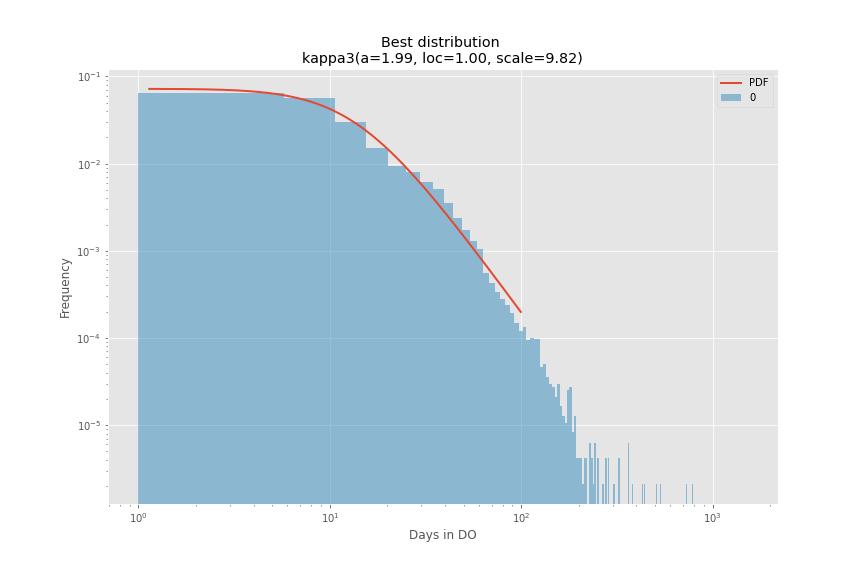 Best distribution
kappa3(a=1.99, loc=1.00, scale=9.82)
PDF
0
10⁻¹
10⁻²
10⁻³
10⁻⁴
10⁻⁵
Frequency
10⁰ 10¹ 10² 10³
Days in DO